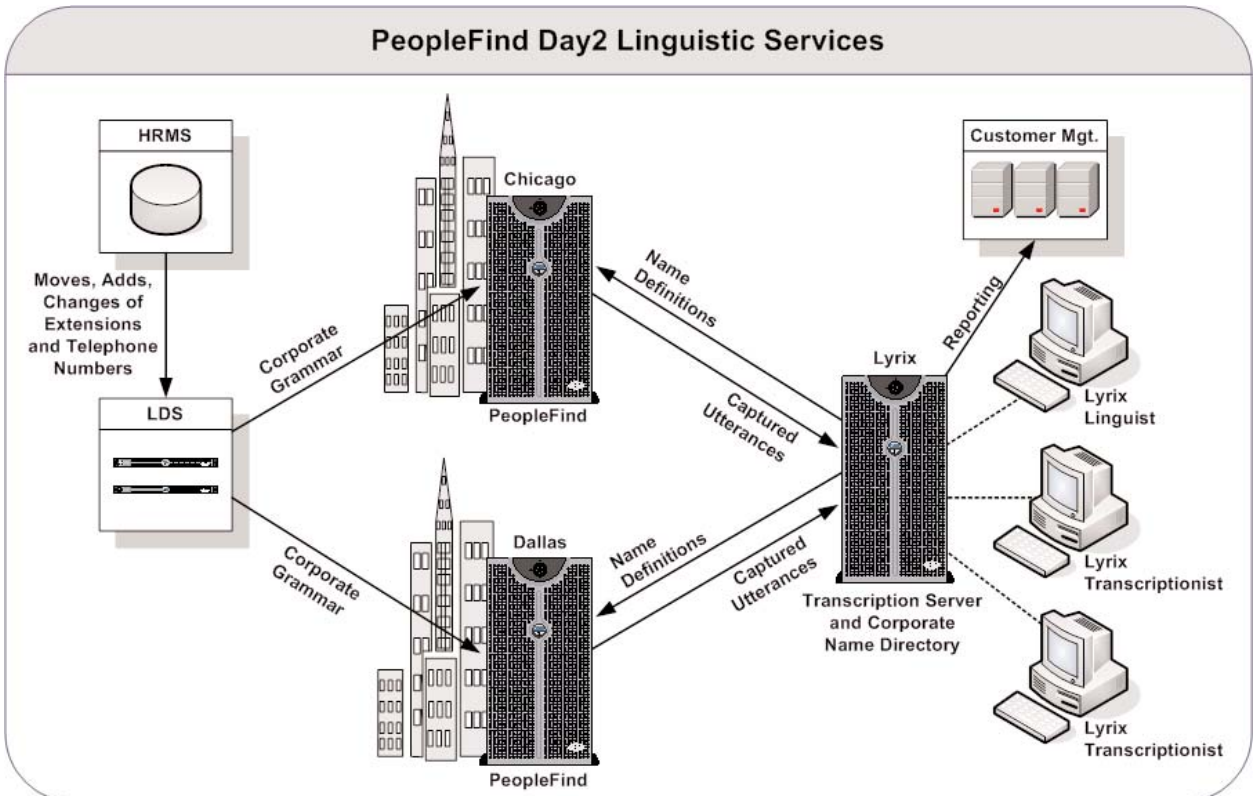 PeopleFind Day2 Linguistic Services
HRMS
Moves, Adds,
Changes of
Extensions
and Telephone
Numbers
LDS
Corporate
Grammar
Corporate
Grammar
Chicago
PeopleFind
Dallas
PeopleFind
Name
Definitions
Captured
Utterances
Name
Definitions
Captured
Utterances
Lyrix
Transcription Server
and Corporate
Name Directory
Reporting
Customer Mgt.
Lyrix
Linguist
Lyrix
Transcriptionist
Lyrix
Transcriptionist